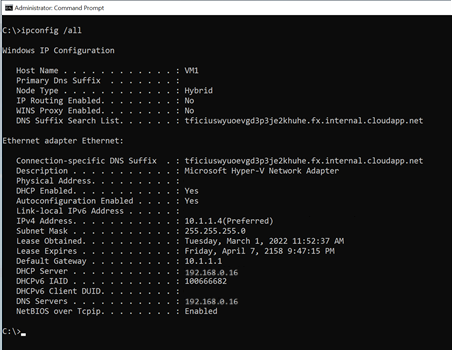 Administrator: Command Prompt
C:\>ipconfig /all
Windows IP Configuration
Host Name . . . . . . . . . . . . : VM1
Primary Dns Suffix . . . . . . . :
Node Type . . . . . . . . . . . . : Hybrid
IP Routing Enabled. . . . . . . . : No
WINS Proxy Enabled. . . . . . . . : No
DNS Suffix Search List. . . . . . : tficiuswyuoevgd3p3je2khuhe.fx.internal.cloudapp.net
Ethernet adapter Ethernet:
Connection-specific DNS Suffix . : tficiuswyuoevgd3p3je2khuhe.fx.internal.cloudapp.net
Description . . . . . . . . . . . : Microsoft Hyper-V Network Adapter
Physical Address. . . . . . . . . :
DHCP Enabled. . . . . . . . . . . : Yes
Autoconfiguration Enabled . . . . : Yes
Link-local IPv6 Address . . . . . :
IPv4 Address. . . . . . . . . . . : 10.1.1.4(Preferred)
Subnet Mask . . . . . . . . . . . : 255.255.255.0
Lease Obtained. . . . . . . . . . : Tuesday, March 1, 2022 11:52:37 AM
Lease Expires . . . . . . . . . . : Friday, April 7, 2158 9:47:15 PM
Default Gateway . . . . . . . . . : 10.1.1.1
DHCP Server . . . . . . . . . . . : 192.168.0.16
DHCPv6 IAID . . . . . . . . . . . : 100666682
DHCPv6 Client DUID. . . . . . . . :
DNS Servers . . . . . . . . . . . : 192.168.0.16
NetBIOS over Tcpip. . . . . . . . : Enabled
C:\>